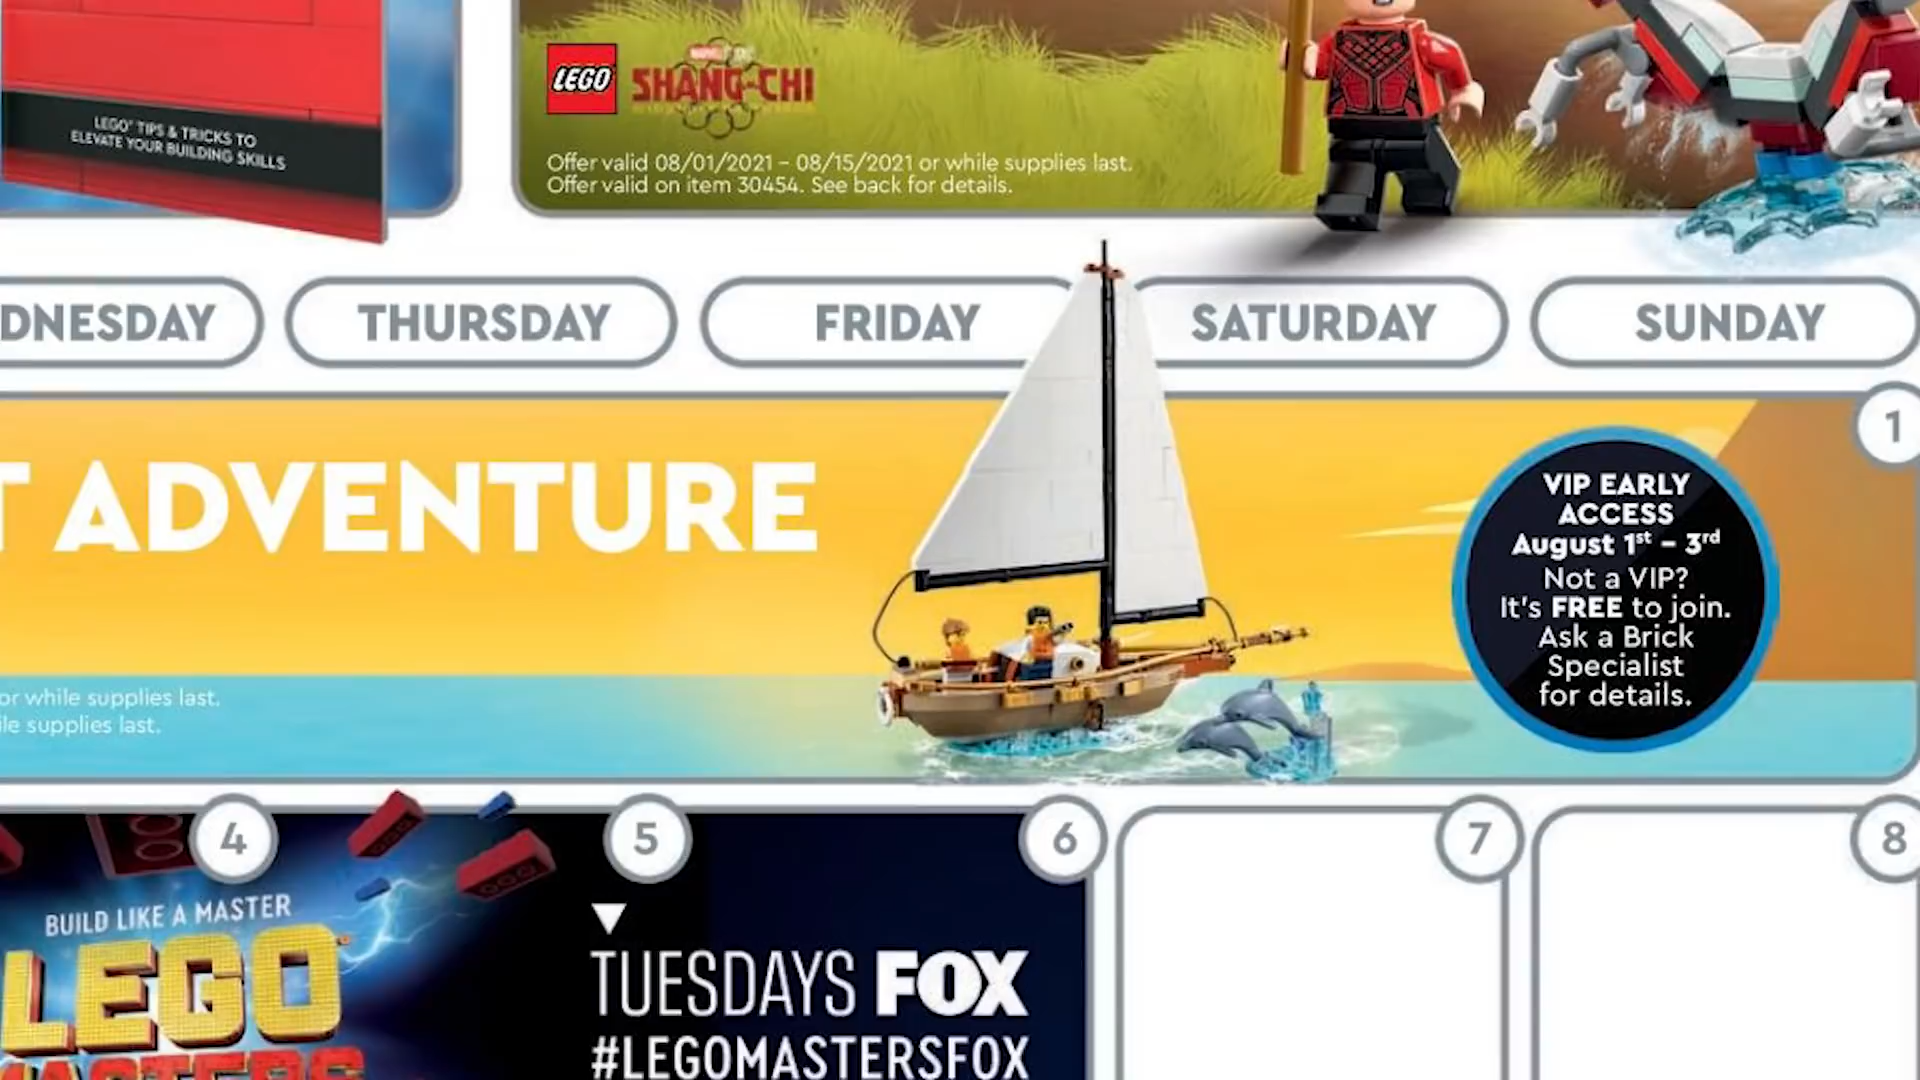 LEGO® TIPS & TRICKS TO
ELEVATE YOUR BUILDING SKILLS
LEGO
SHANG-CHI
Offer valid 08/01/2021 – 08/15/2021 or while supplies last.
Offer valid on item 30454. See back for details.
DNESDAY
THURSDAY
FRIDAY
SATURDAY
SUNDAY
1
T ADVENTURE
VIP EARLY
ACCESS
August 1st – 3rd
Not a VIP?
It's FREE to join.
Ask a Brick
Specialist
for details.
or while supplies last.
ile supplies last.
4
5
6
7
8
BUILD LIKE A MASTER
LEGO
MASTERS
TUESDAYS FOX
#LEGOMASTERSFOX